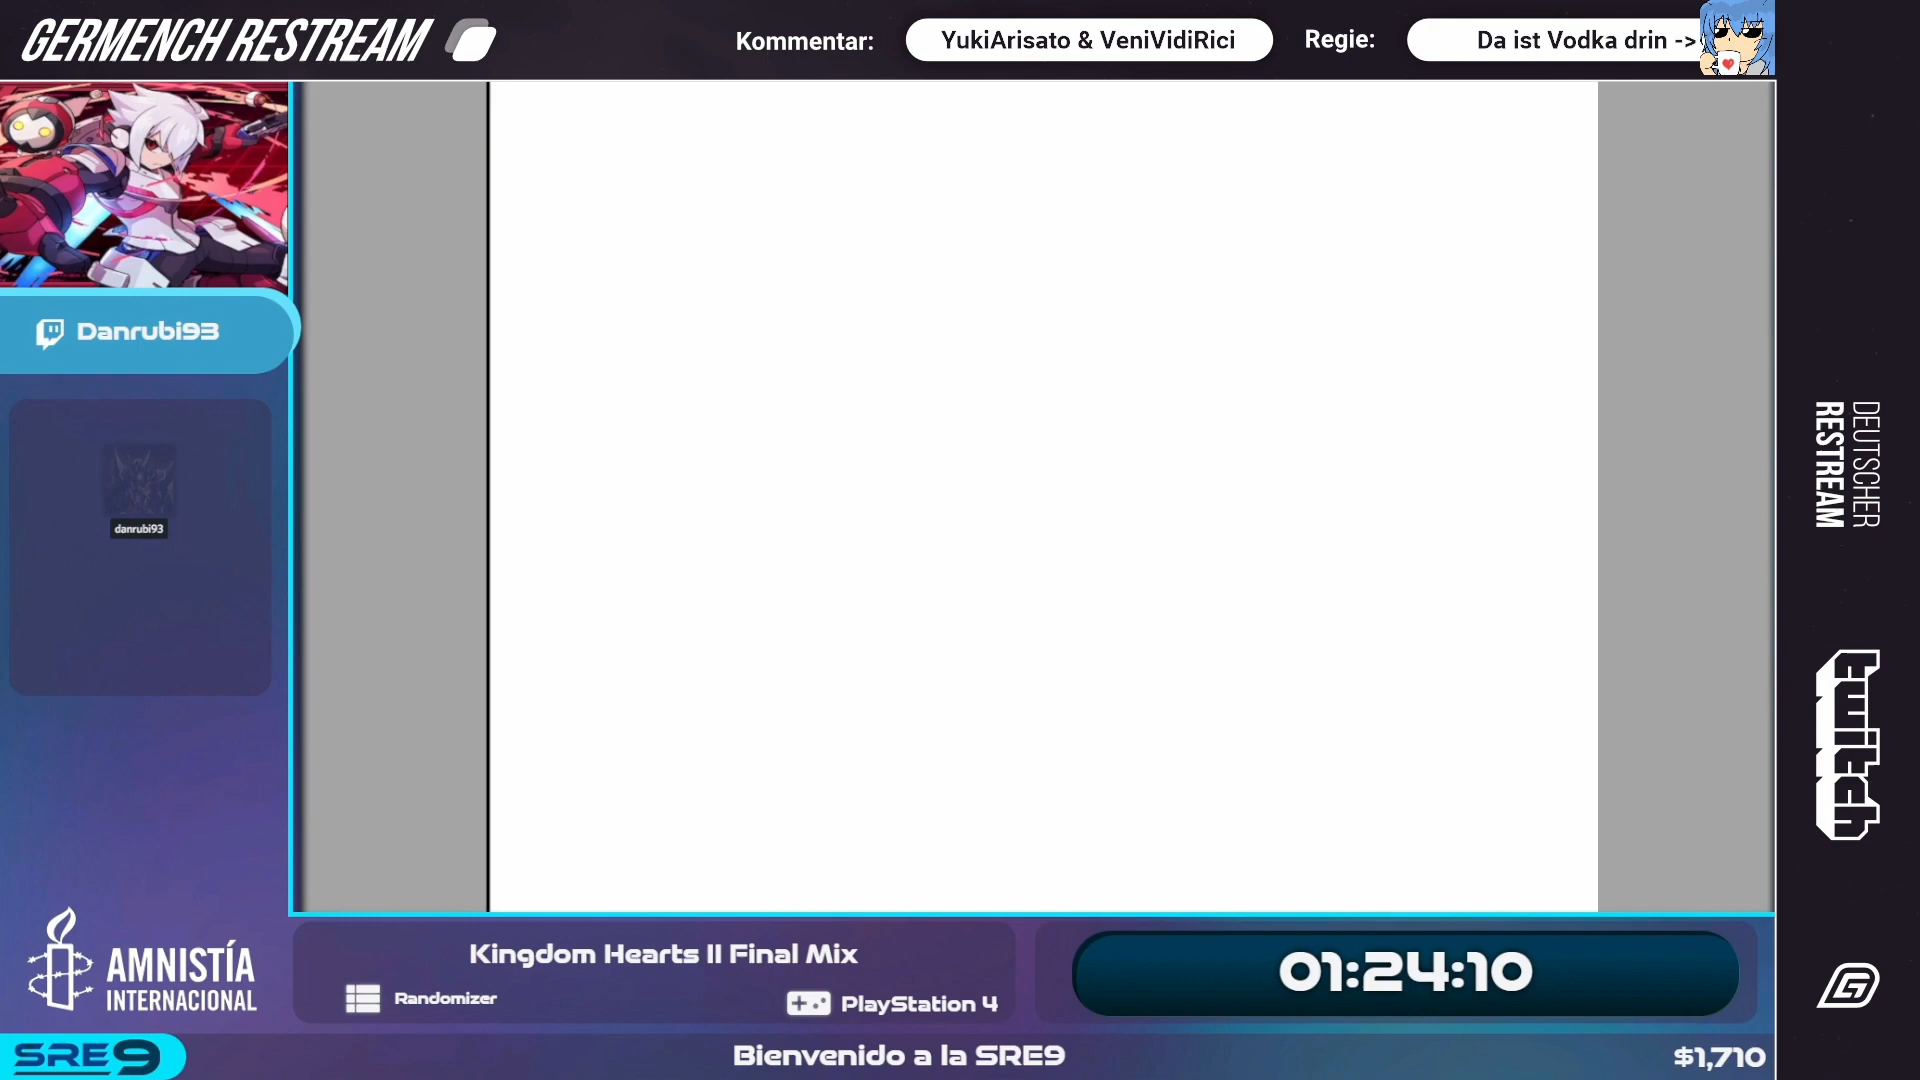 GERMENCH RESTREAM
Kommentar:
YukiArisato & VeniVidiRici
Regie:
Da ist Vodka drin ->
Danrubi93
danrubi93
DEUTSCHER
RESTREAM
twitch
AMNISTÍA
INTERNACIONAL
Kingdom Hearts II Final Mix
Randomizer
PlayStation 4
01:24:10
SRE9
Bienvenido a la SRE9
$1,710